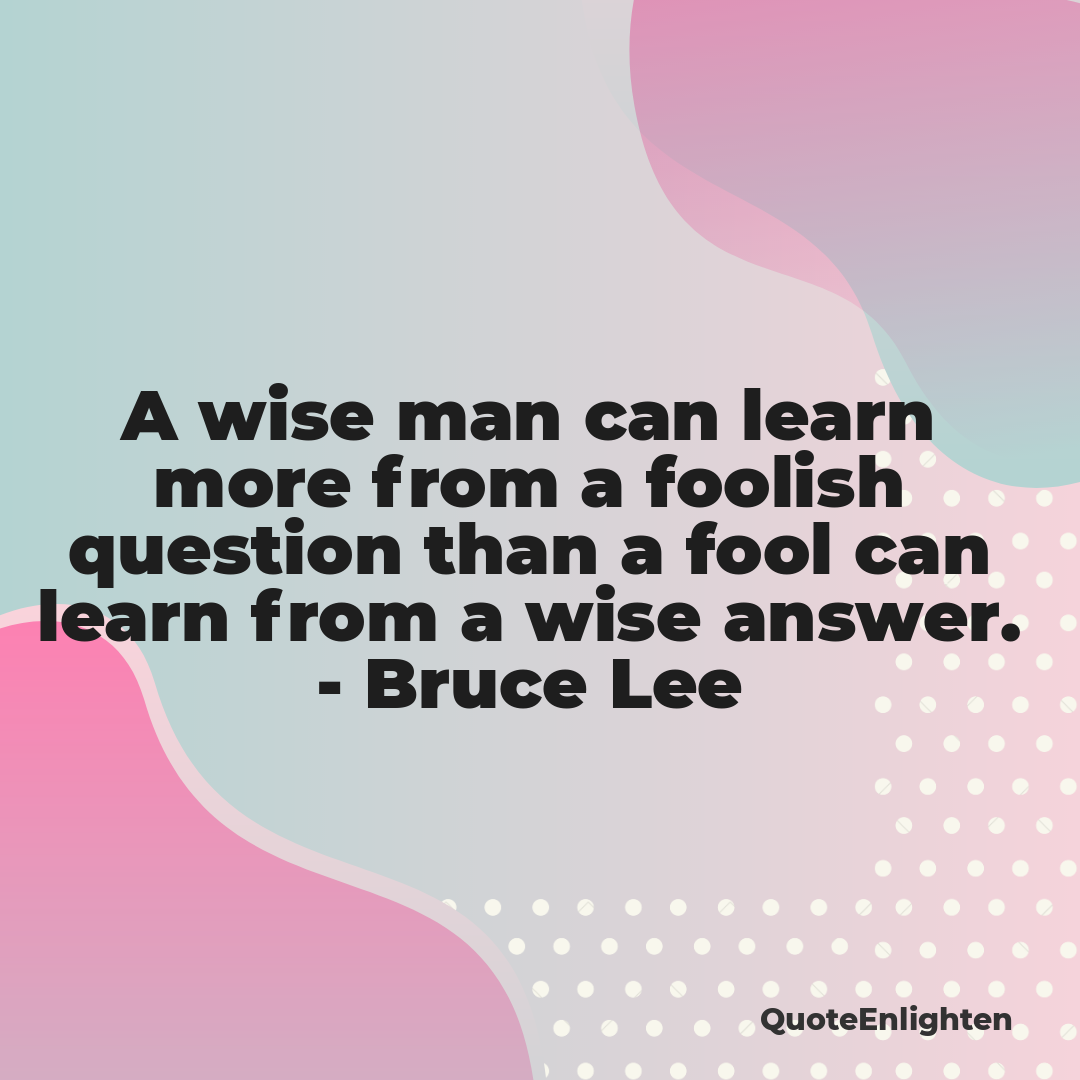 A wise man can learn
more from a foolish
question than a fool can
learn from a wise answer.
- Bruce Lee
QuoteEnlighten